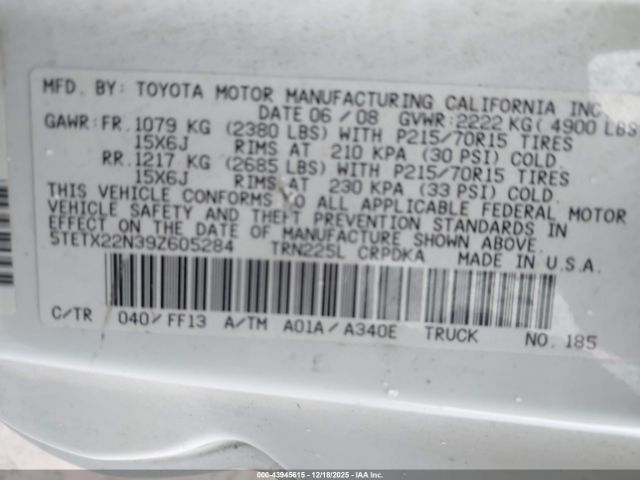 MFD. BY: TOYOTA MOTOR MANUFACTURING CALIFORNIA INC
DATE 06 / 08 GVWR: 2222 KG( 4900 LBS
GAWR: FR. 1079 KG (2380 LBS) WITH P215/70R15 TIRES
15X6J RIMS AT 210 KPA (30 PSI) COLD.
RR. 1217 KG (2685 LBS) WITH P215/70R15 TIRES
15X6J RIMS AT 230 KPA (33 PSI) COLD.
THIS VEHICLE CONFORMS TO ALL APPLICABLE FEDERAL MOTOR
VEHICLE SAFETY AND THEFT PREVENTION STANDARDS IN
EFFECT ON THE DATE OF MANUFACTURE SHOWN ABOVE.
5TETX22N39Z605284 TRN225L CRPDKA MADE IN U.S.A.
C/TR 040/ FF13 A/TM A01A / A340E TRUCK NO. 185
000-43945615 - 12/18/2025 - IAA, Inc.